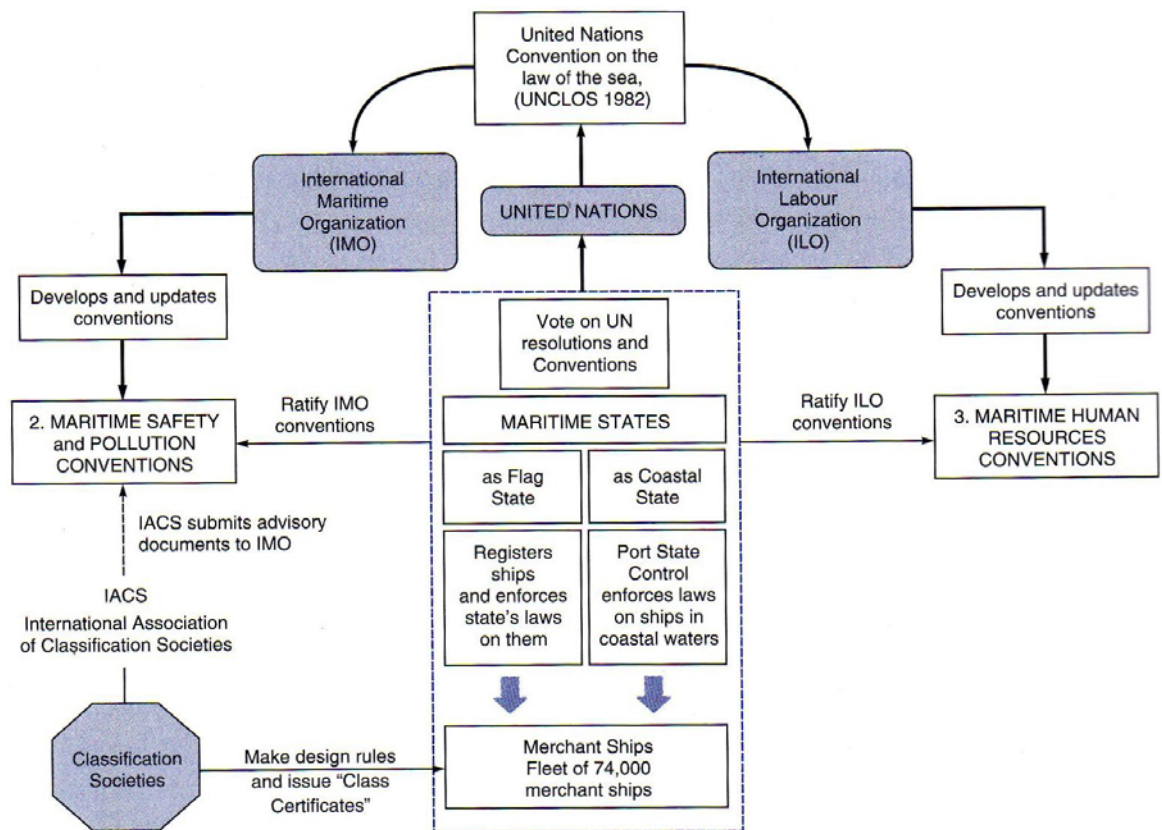 United Nations
Convention on the
law of the sea,
(UNCLOS 1982)
International
Maritime
Organization
(IMO)
UNITED NATIONS
International
Labour
Organization
(ILO)
Develops and updates
conventions
Vote on UN
resolutions and
Conventions
Develops and updates
conventions
2. MARITIME SAFETY
and POLLUTION
CONVENTIONS
Ratify IMO
conventions
MARITIME STATES
Ratify ILO
conventions
3. MARITIME HUMAN
RESOURCES
CONVENTIONS
as Flag
State
as Coastal
State
IACS submits advisory
documents to IMO
Registers
ships
and enforces
state's laws
on them
Port State
Control
enforces laws
on ships in
coastal waters
IACS
International Association
of Classification Societies
Classification
Societies
Make design rules
and issue "Class
Certificates"
Merchant Ships
Fleet of 74,000
merchant ships